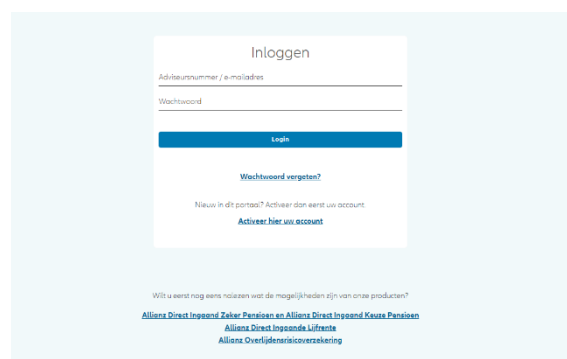 Inloggen
Adviseursnummer / e-mailadres
Wachtwoord
Login
Wachtwoord vergeten?
Nieuw in dit portaal? Activeer dan eerst uw account
Activeer hier uw account
Wilt u eerst nog eens nalezen wat de mogelijkheden zijn van onze producten?
Allianz Direct Ingaand Zeker Pensioen en Allianz Direct Ingaand Keuze Pensioen
Allianz Direct Ingaande Lijfrente
Allianz Overlijdensrisicoverzekering